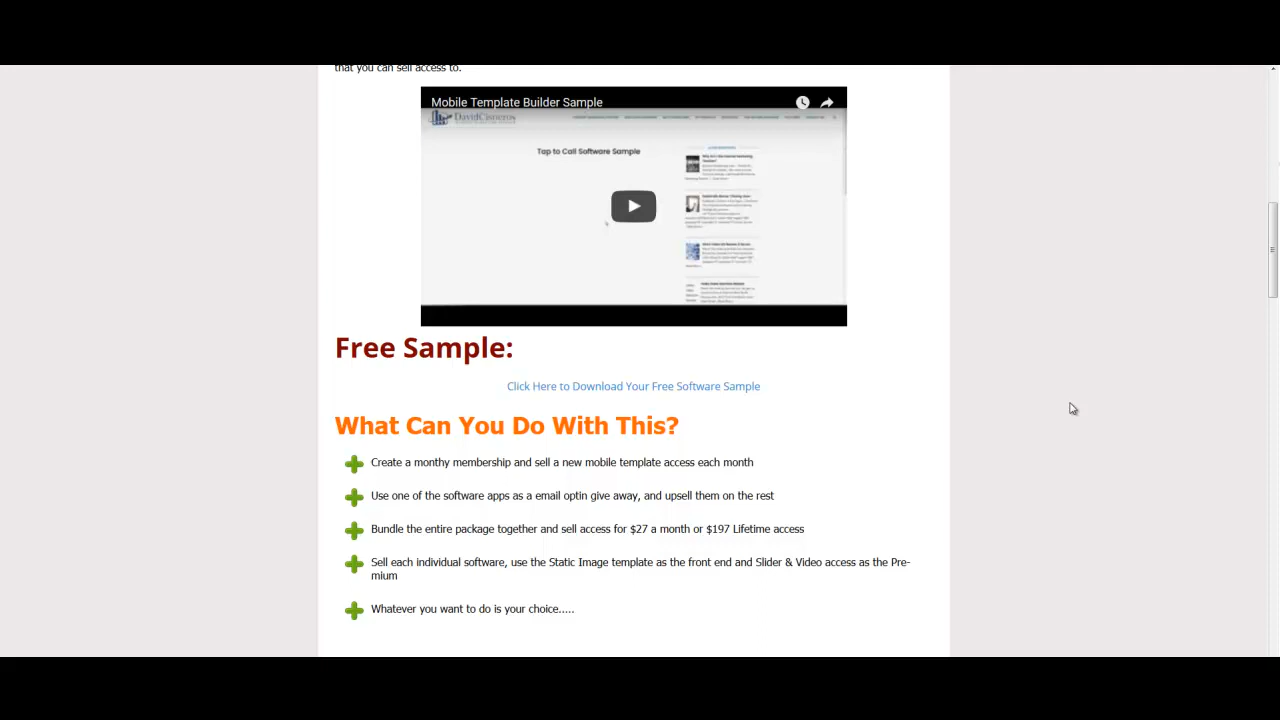 that you can sell access to.
Mobile Template Builder Sample
DavidCisneros
Tap to Call Software Sample
Free Sample:
Click Here to Download Your Free Software Sample
What Can You Do With This?
Create a monthy membership and sell a new mobile template access each month
Use one of the software apps as a email optin give away, and upsell them on the rest
Bundle the entire package together and sell access for $27 a month or $197 Lifetime access
Sell each individual software, use the Static Image template as the front end and Slider & Video access as the Pre-
mium
Whatever you want to do is your choice.....